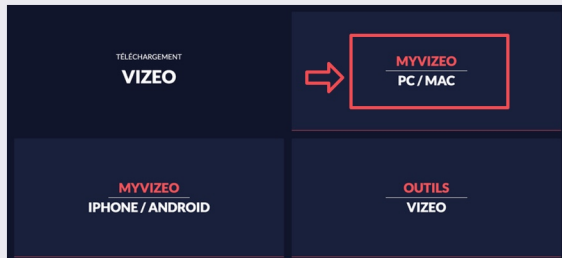 TÉLÉCHARGEMENT
VIZEO
MYVIZEO
PC / MAC
MYVIZEO
IPHONE / ANDROID
OUTILS
VIZEO